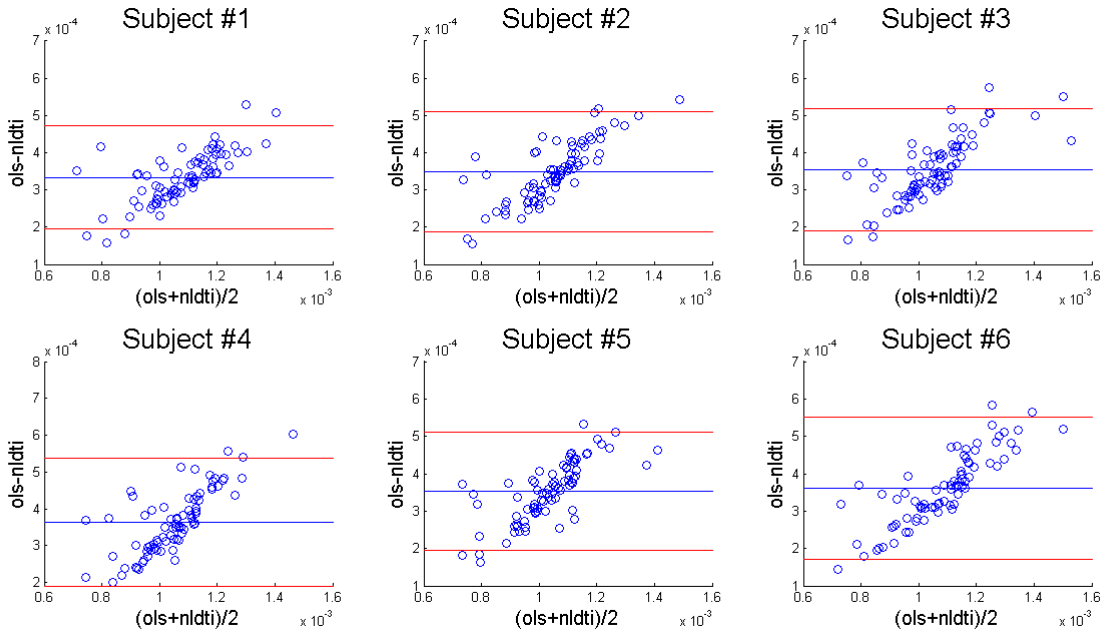 Subject #1
x 10⁻⁴
7
6
5
4
3
2
1
ols-nldti
0.6 0.8 1 1.2 1.4 1.6
x 10⁻³
(ols+nldti)/2
Subject #2
x 10⁻⁴
7
6
5
4
3
2
1
ols-nldti
0.6 0.8 1 1.2 1.4 1.6
x 10⁻³
(ols+nldti)/2
Subject #3
x 10⁻⁴
7
6
5
4
3
2
1
ols-nldti
0.6 0.8 1 1.2 1.4 1.6
x 10⁻³
(ols+nldti)/2
Subject #4
x 10⁻⁴
8
7
6
5
4
3
2
ols-nldti
0.6 0.8 1 1.2 1.4 1.6
x 10⁻³
(ols+nldti)/2
Subject #5
x 10⁻⁴
7
6
5
4
3
2
1
ols-nldti
0.6 0.8 1 1.2 1.4 1.6
x 10⁻³
(ols+nldti)/2
Subject #6
x 10⁻⁴
7
6
5
4
3
2
1
ols-nldti
0.6 0.8 1 1.2 1.4 1.6
x 10⁻³
(ols+nldti)/2